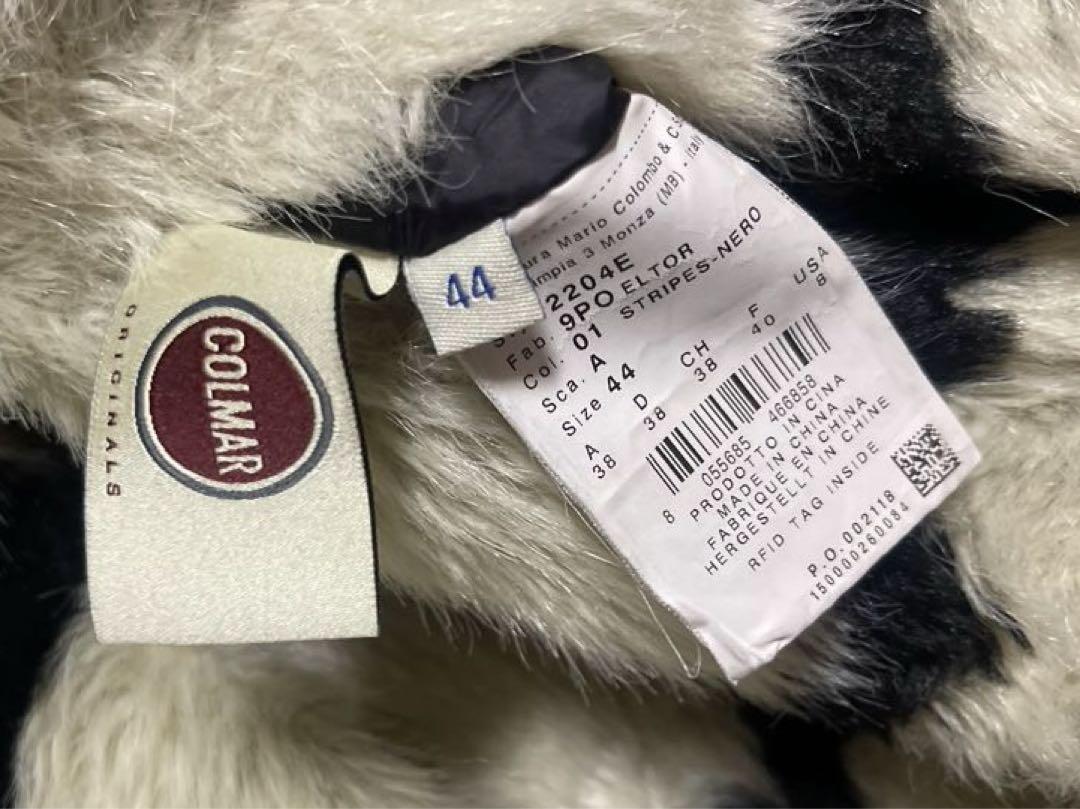 COLMAR
ORIGINALS
44
ura Mario Colombo & C.
mpia 3 Monza (MB) - Italy
2204E
Fab. 9PO ELTOR
Col. 01 STRIPES-NERO
Sca. A
Size 44
A D CH F USA
38 38 38 40 8
8 055685 466858
PRODOTTO IN CINA
MADE IN CHINA
FABRIQUE EN CHINA
HERGESTELLT IN CHINE
RFID TAG INSIDE
P.O. 002118
150000260084